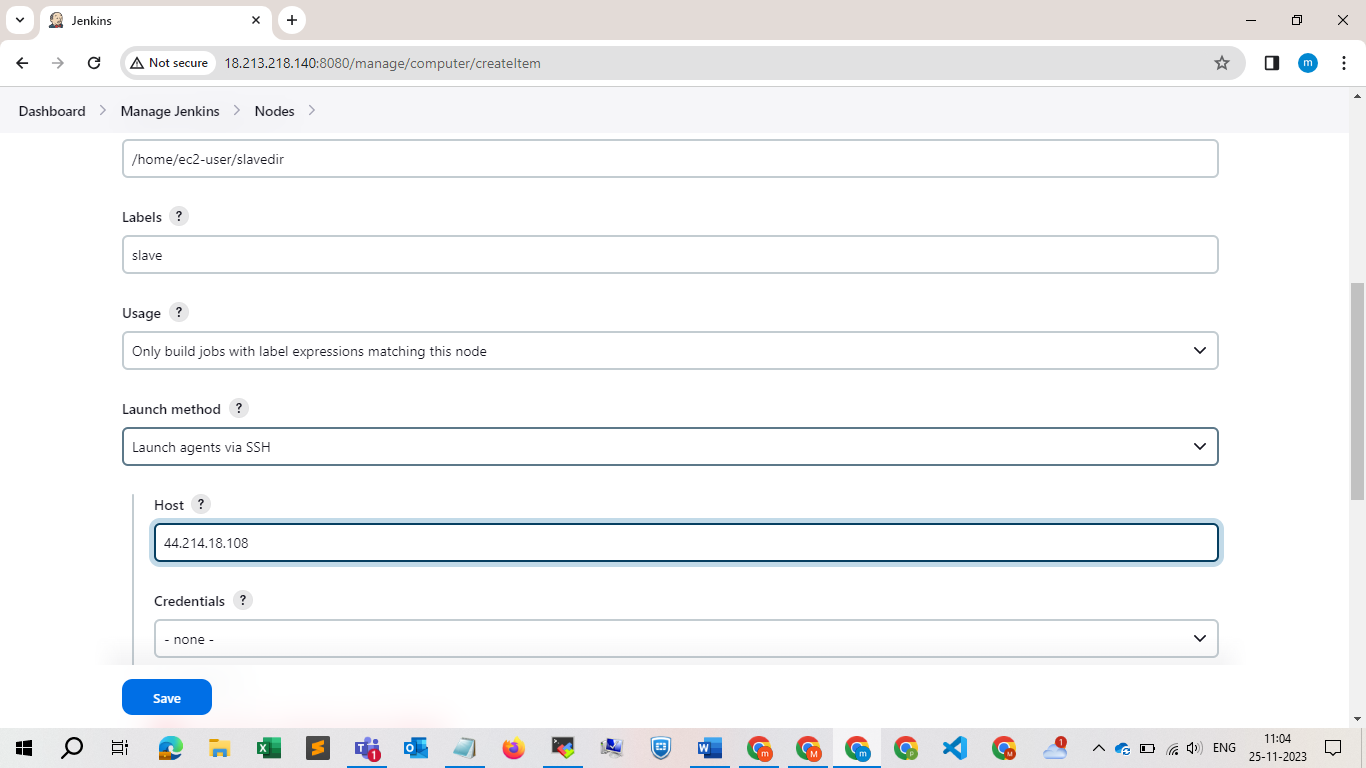 Jenkins
Not secure 18.213.218.140:8080/manage/computer/createItem
m
Dashboard Manage Jenkins Nodes
/home/ec2-user/slavedir
Labels ?
slave
Usage ?
Only build jobs with label expressions matching this node
Launch method ?
Launch agents via SSH
Host ?
44.214.18.108
Credentials ?
- none -
Save
1 m M m M 1 ENG 11:04
25-11-2023